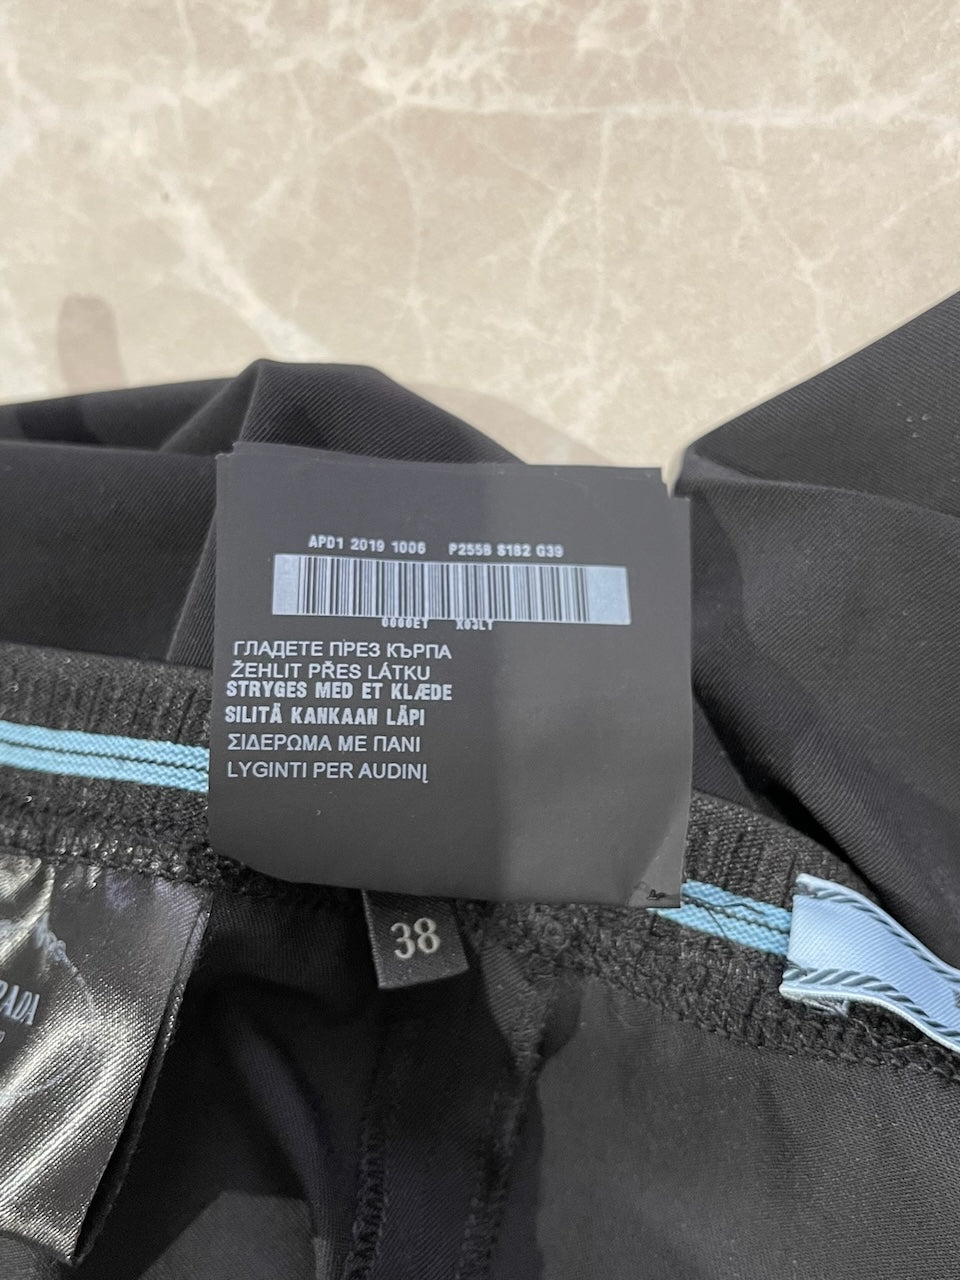 APD1 2019 1006 P255B S182 G39
0000ET X03LT
ГЛАДЕТЕ ПРЕЗ КЪРПА
ŽEHLIT PŘES LÁTKU
STRYGES MED ET KLÆDE
SILITÄ KANKAAN LÄPI
ΣΙΔΕΡΩΜΑ ΜΕ ΠΑΝΙ
LYGINTI PER AUDINĮ
38